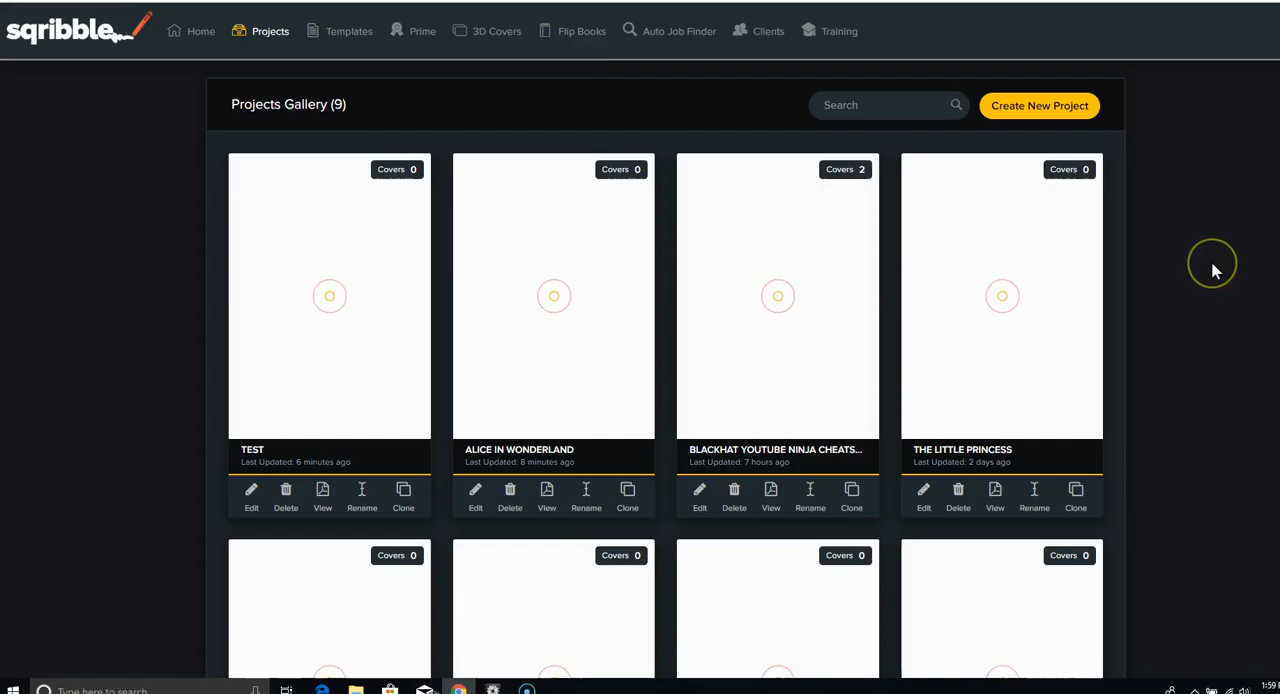 sqribble
Home Projects Templates Prime 3D Covers Flip Books Auto Job Finder Clients Training
Projects Gallery (9) Search Create New Project
Covers 0 Covers 0 Covers 2 Covers 0
TEST ALICE IN WONDERLAND BLACKHAT YOUTUBE NINJA CHEATS... THE LITTLE PRINCESS
Last Updated: 6 minutes ago Last Updated: 8 minutes ago Last Updated: 7 hours ago Last Updated: 2 days ago
Edit Delete View Rename Clone Edit Delete View Rename Clone Edit Delete View Rename Clone Edit Delete View Rename Clone
Covers 0 Covers 0 Covers 0 Covers 0
Type here to search 1:59